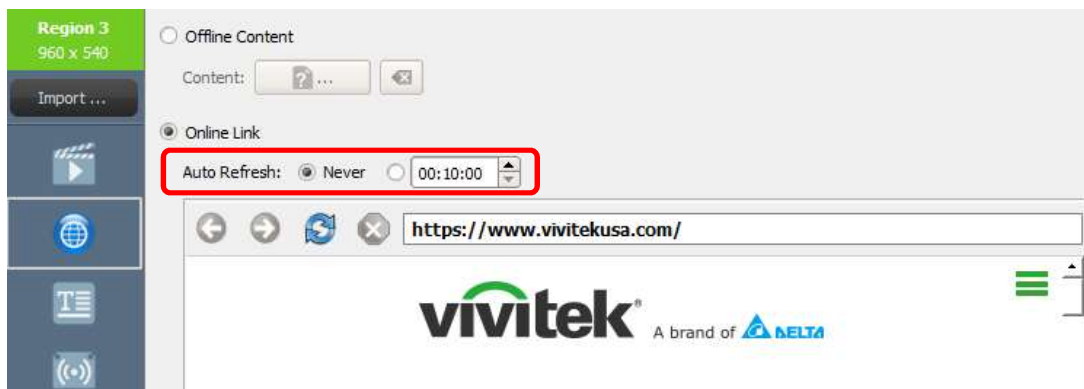 Region 3
960 x 540
Import ...
Offline Content
Content: ? ...
Online Link
Auto Refresh: Never 00:10:00
https://www.vivitekusa.com/
vivitek®
A brand of DELTA
T